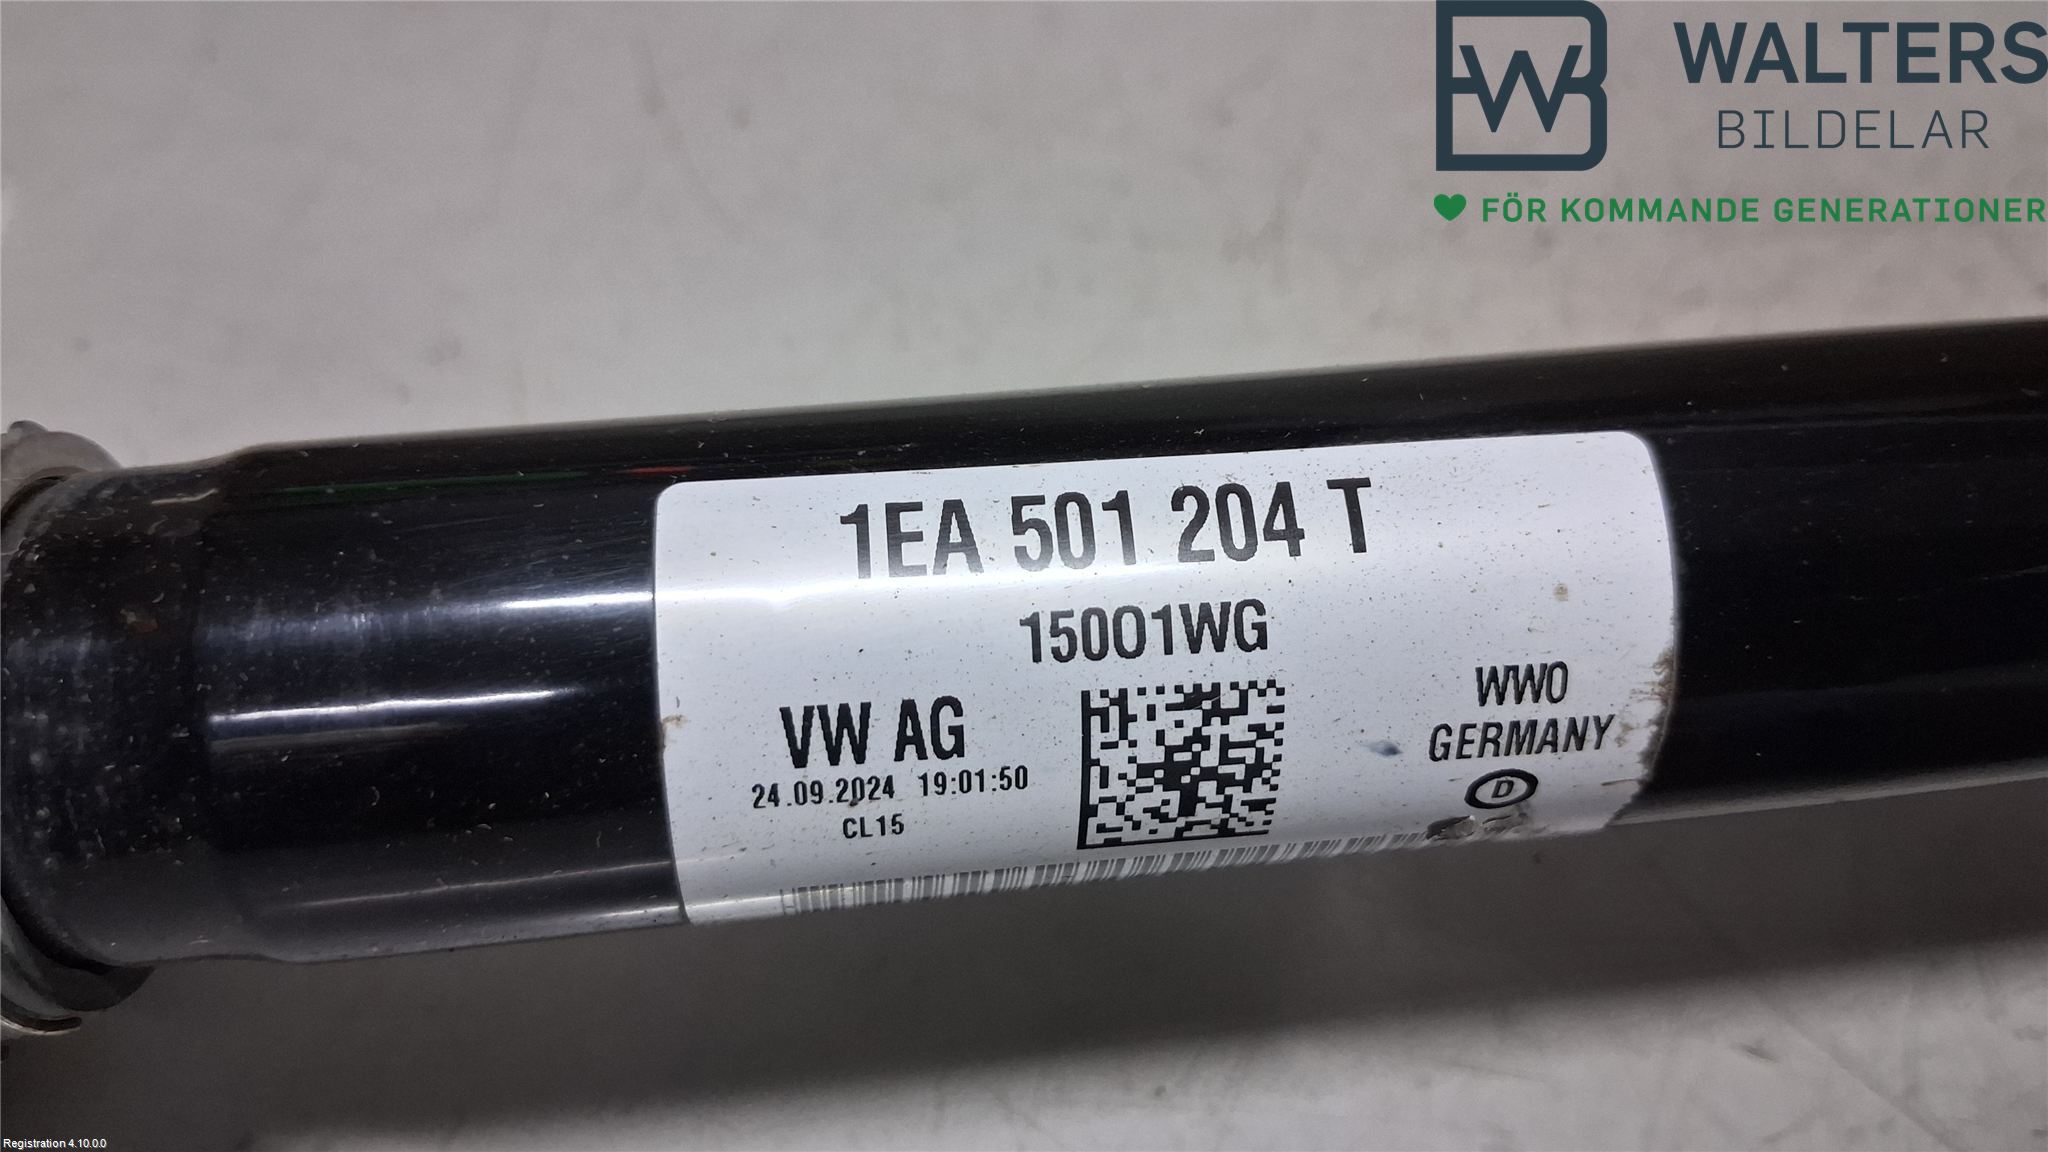 WALTERS
BILDELAR
FÖR KOMMANDE GENERATIONER
1EA 501 204 T
15001WG
VW AG
24.09.2024 19:01:50
CL15
WWO
GERMANY
D
Registration 4.10.0.0